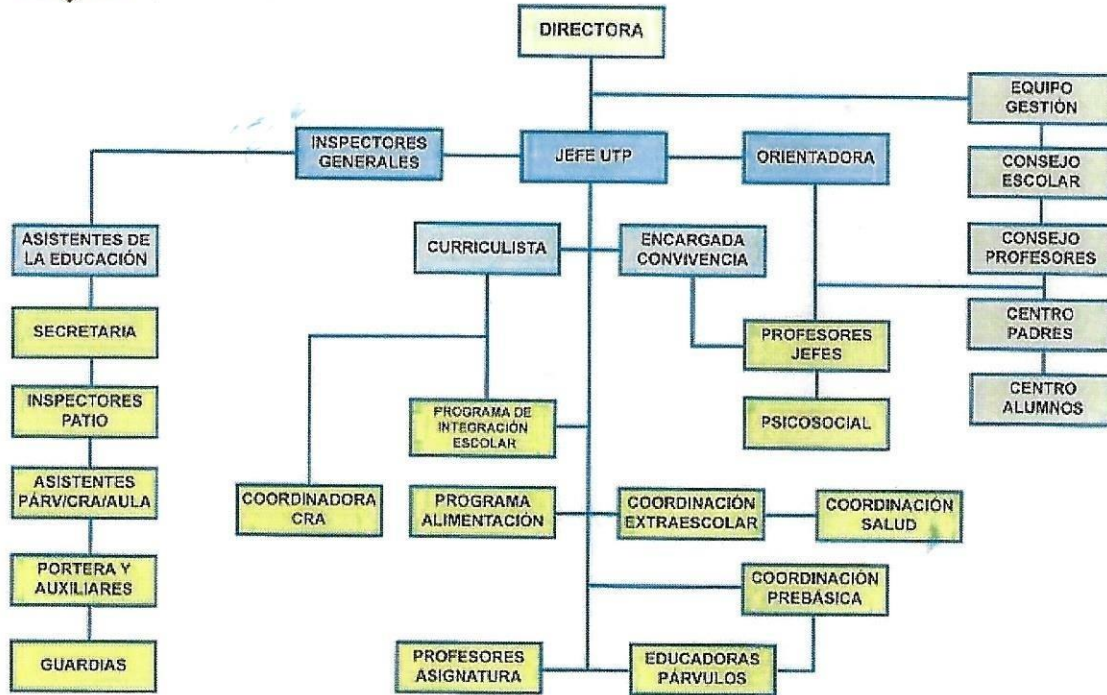 DIRECTORA
EQUIPO
GESTIÓN
INSPECTORES
GENERALES
JEFE UTP
ORIENTADORA
CONSEJO
ESCOLAR
ASISTENTES DE
LA EDUCACIÓN
CURRICULISTA
ENCARGADA
CONVIVENCIA
CONSEJO
PROFESORES
SECRETARIA
PROFESORES
JEFES
CENTRO
PADRES
INSPECTORES
PATIO
PROGRAMA DE
INTEGRACIÓN
ESCOLAR
PSICOSOCIAL
CENTRO
ALUMNOS
ASISTENTES
PÁRV/CRA/AULA
COORDINADORA
CRA
PROGRAMA
ALIMENTACIÓN
COORDINACIÓN
EXTRAESCOLAR
COORDINACIÓN
SALUD
PORTERA Y
AUXILIARES
COORDINACIÓN
PREBÁSICA
GUARDIAS
PROFESORES
ASIGNATURA
EDUCADORAS
PÁRVULOS